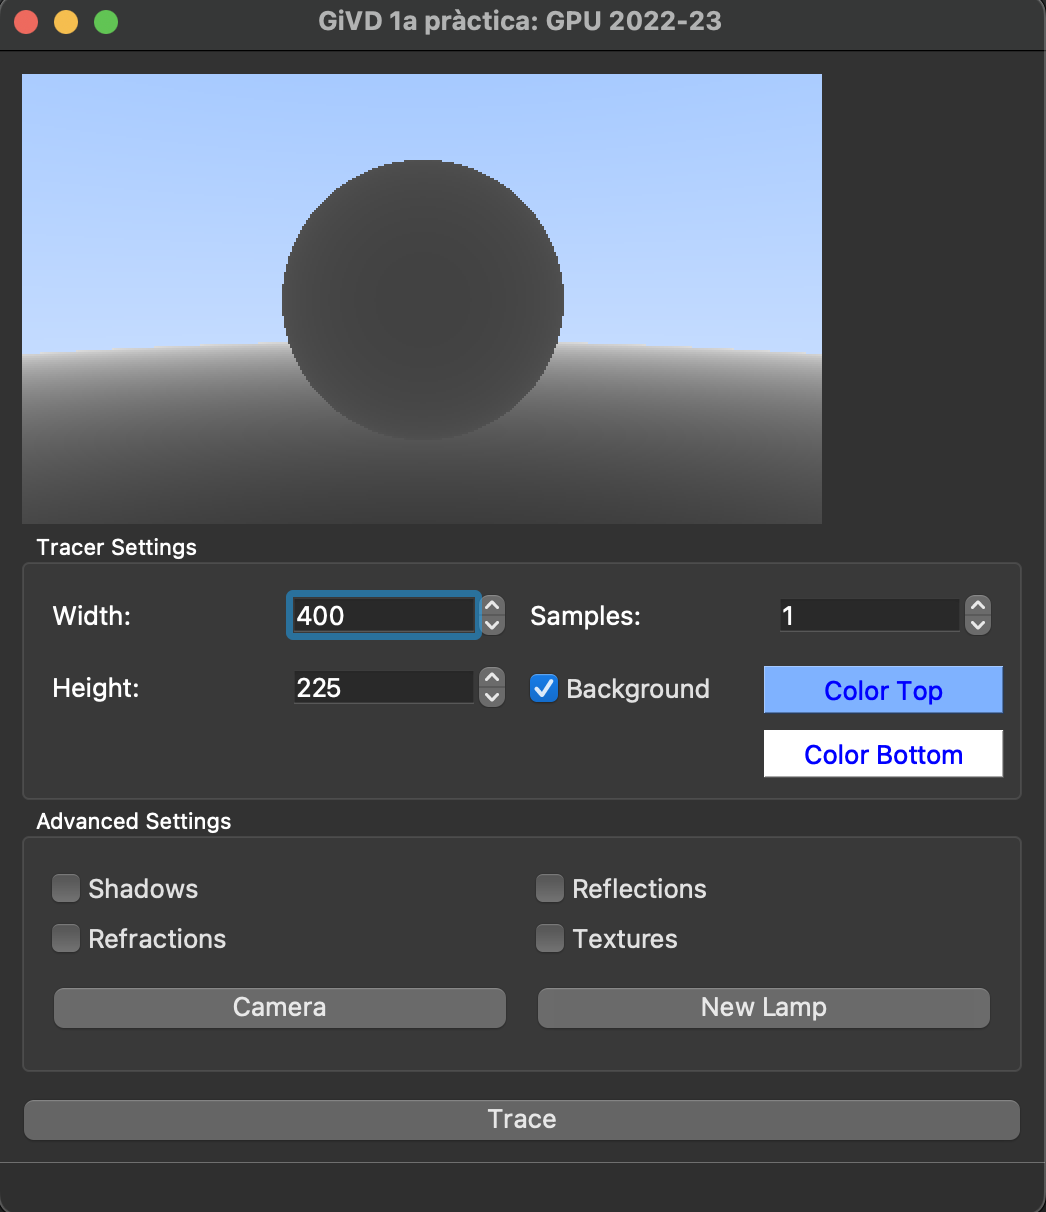 GiVD 1a pràctica: GPU 2022-23
Tracer Settings
Width: 400 Samples: 1
Height: 225 Background Color Top
Color Bottom
Advanced Settings
Shadows Reflections
Refractions Textures
Camera New Lamp
Trace